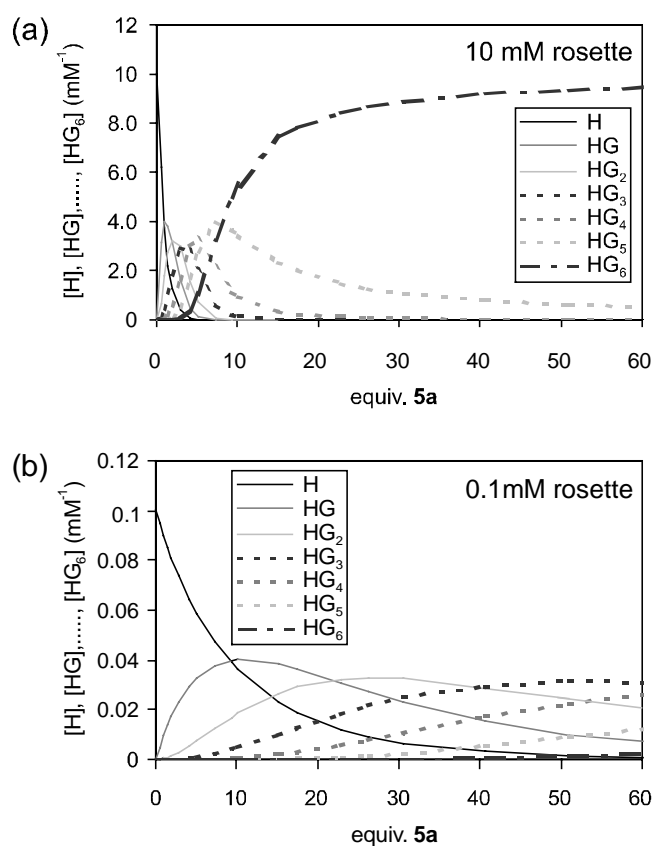 (a)
12
10
8.0
6.0
4.0
2.0
0
[H], [HG],......, [HG₆] (mM⁻¹)
10 mM rosette
H
HG
HG₂
HG₃
HG₄
HG₅
HG₆
0 10 20 30 40 50 60
equiv. 5a
(b)
0.12
0.1
0.08
0.06
0.04
0.02
0
[H], [HG],....., [HG₆] (mM⁻¹)
H
HG
HG₂
HG₃
HG₄
HG₅
HG₆
0.1mM rosette
0 10 20 30 40 50 60
equiv. 5a